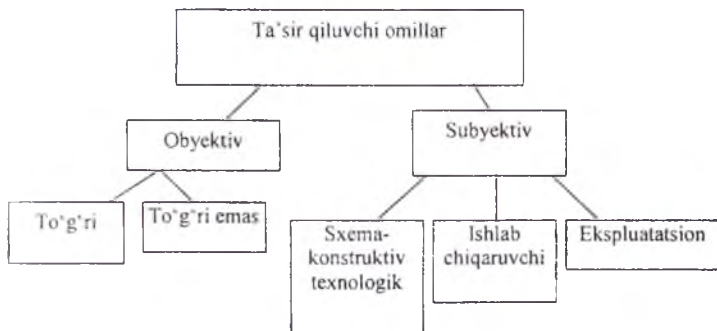 Ta‘sir qiluvchi omillar
Obyektiv
Subyektiv
To‘g‘ri
To‘g‘ri emas
Sxema-
konstruktiv
texnologik
Ishlab
chiqaruvchi
Ekspluatatsion